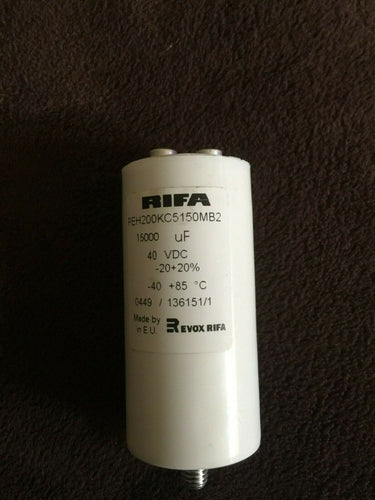 RIFA
PEH200KC5150MB2
15000 uF
40 VDC
-20+20%
-40 +85 °C
0449 / 136151/1
Made by
in E.U.
EVOX RIFA